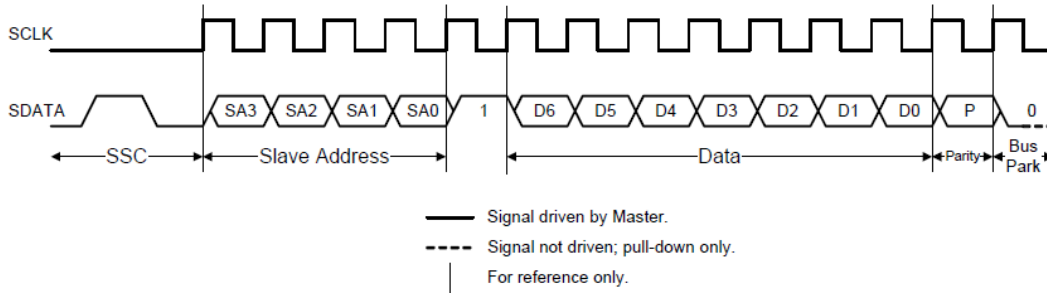 SCLK
SDATA SA3 SA2 SA1 SA0 1 D6 D5 D4 D3 D2 D1 D0 P 0
SSC Slave Address Data Parity Bus
Park
Signal driven by Master.
Signal not driven; pull-down only.
For reference only.